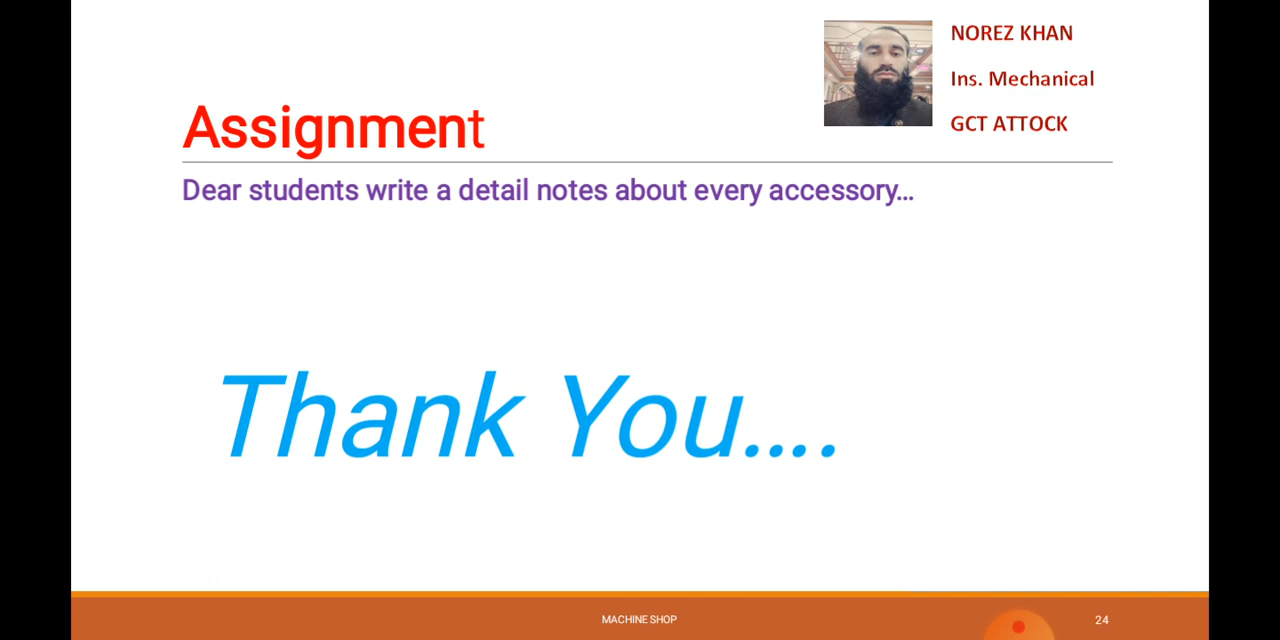 NOREZ KHAN
Ins. Mechanical
GCT ATTOCK
Assignment
Dear students write a detail notes about every accessory...
Thank You....
MACHINE SHOP
24